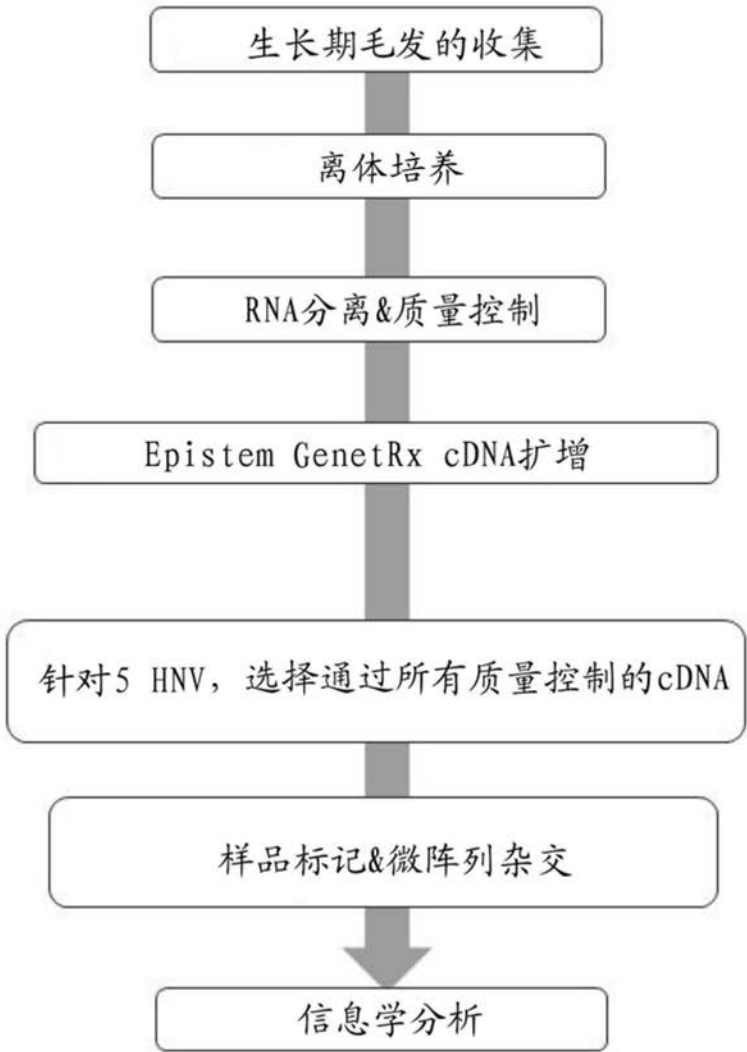 生长期毛发的收集
离体培养
RNA分离&质量控制
Epistem GenetRx cDNA扩增
针对5 HNV，选择通过所有质量控制的cDNA
样品标记&微阵列杂交
信息学分析